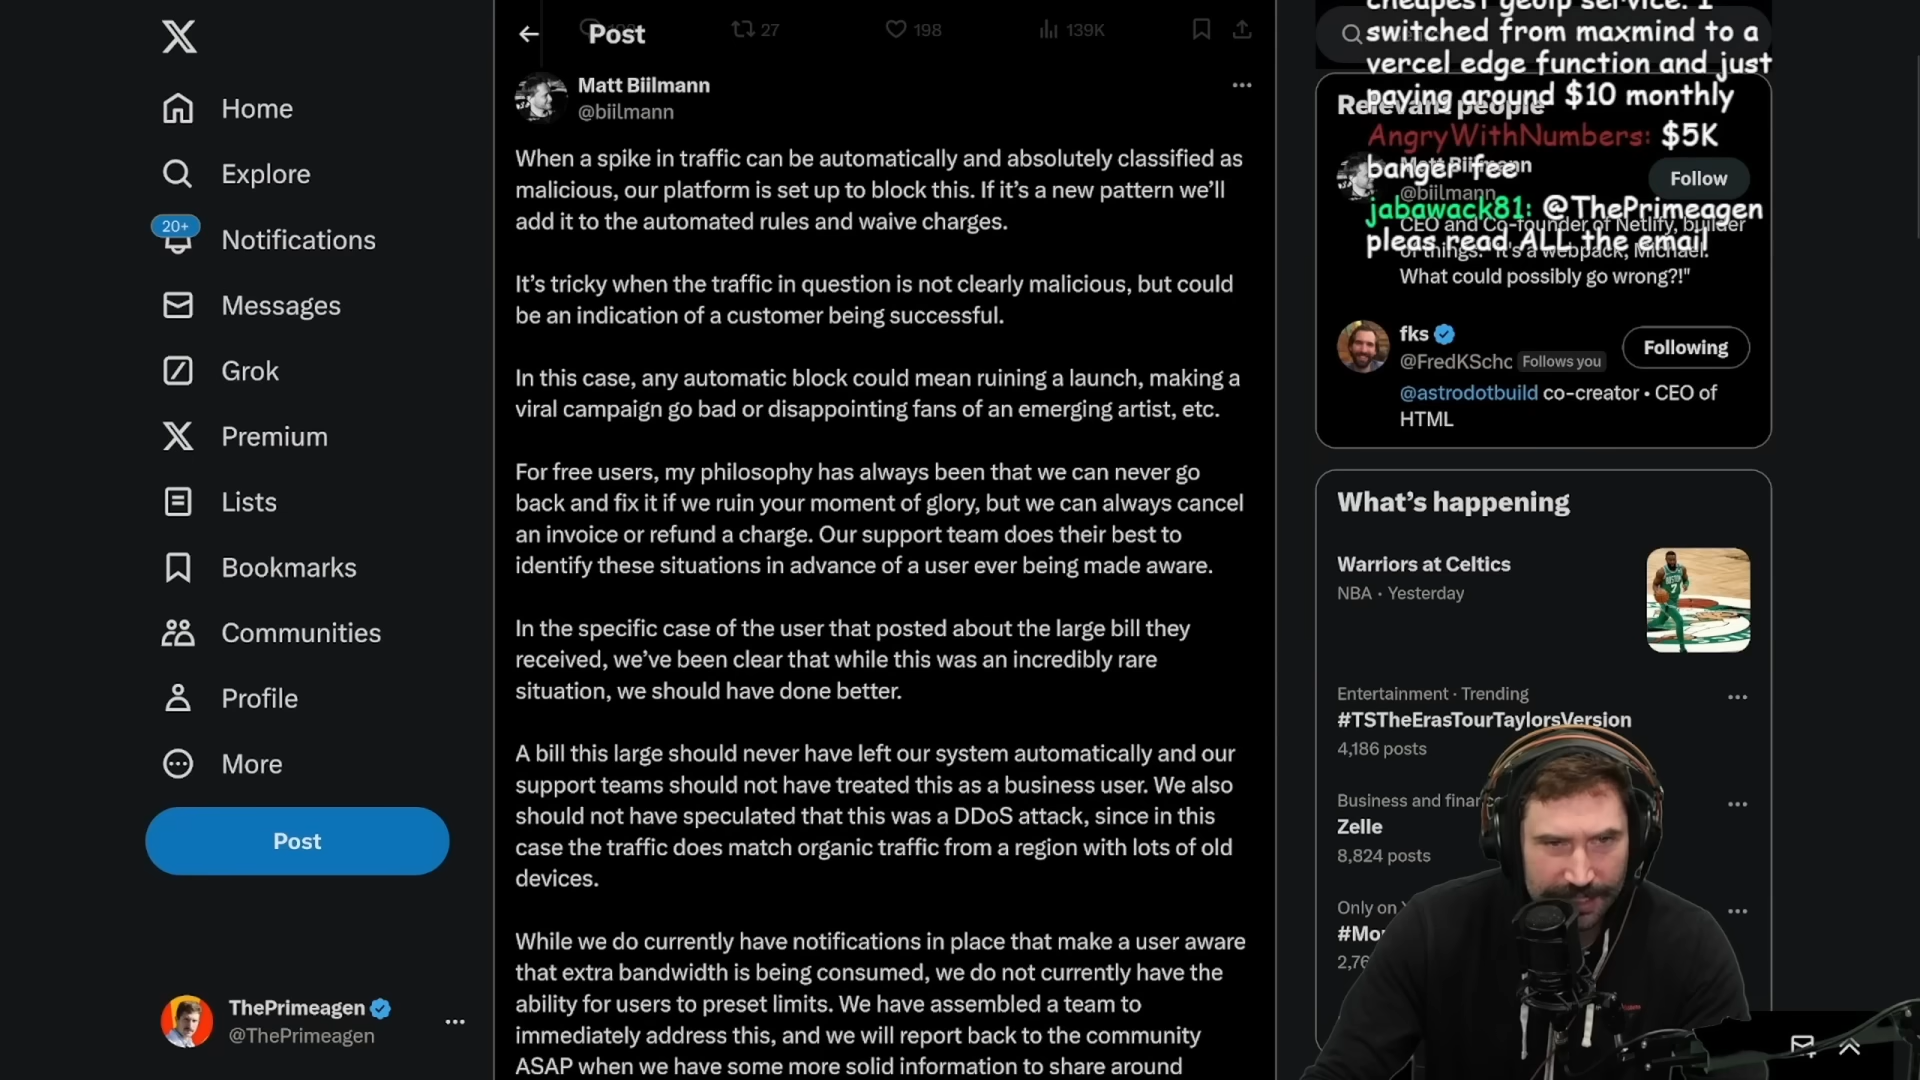 Home
Explore
20+
Notifications
Messages
Grok
Premium
Lists
Bookmarks
Communities
Profile
More
Post
ThePrimeagen
@ThePrimeagen
Post
27
198
139K
Matt Biilmann
@biilmann
When a spike in traffic can be automatically and absolutely classified as
malicious, our platform is set up to block this. If it's a new pattern we'll
add it to the automated rules and waive charges.
It's tricky when the traffic in question is not clearly malicious, but could
be an indication of a customer being successful.
In this case, any automatic block could mean ruining a launch, making a
viral campaign go bad or disappointing fans of an emerging artist, etc.
For free users, my philosophy has always been that we can never go
back and fix it if we ruin your moment of glory, but we can always cancel
an invoice or refund a charge. Our support team does their best to
identify these situations in advance of a user ever being made aware.
In the specific case of the user that posted about the large bill they
received, we've been clear that while this was an incredibly rare
situation, we should have done better.
A bill this large should never have left our system automatically and our
support teams should not have treated this as a business user. We also
should not have speculated that this was a DDoS attack, since in this
case the traffic does match organic traffic from a region with lots of old
devices.
While we do currently have notifications in place that make a user aware
that extra bandwidth is being consumed, we do not currently have the
ability for users to preset limits. We have assembled a team to
immediately address this, and we will report back to the community
ASAP when we have some more solid information to share around
cheapest geoip service. I
switched from maxmind to a
vercel edge function and just
paying around $10 monthly
AngryWithNumbers: $5K
banger fee
jabawack81: @ThePrimeagen
pleas read ALL the email
Relevant people
Matt Biilmann
@biilmann
Follow
CEO and Co-founder of Netlify, builder
of things. "It's a webpack, Michael.
What could possibly go wrong?!"
fks
@FredKScho
Follows you
Following
@astrodotbuild co-creator • CEO of
HTML
What's happening
Warriors at Celtics
NBA · Yesterday
Entertainment · Trending
#TSTheErasTourTaylorsVersion
4,186 posts
Business and finan
Zelle
8,824 posts
Only on
#Mo
2,76